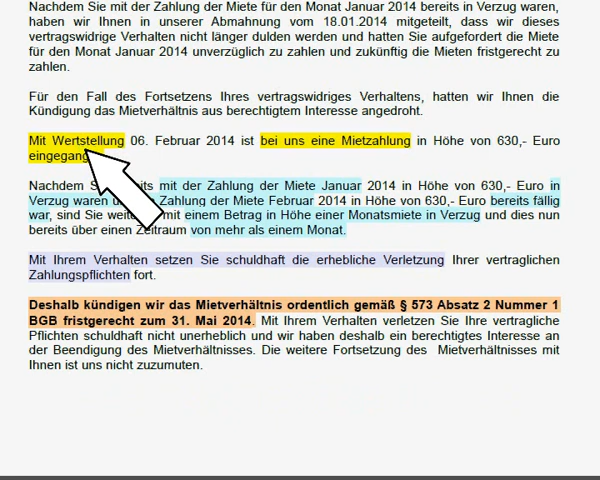 Nachdem Sie mit der Zahlung der Miete für den Monat Januar 2014 bereits in Verzug waren,
haben wir Ihnen in unserer Abmahnung vom 18.01.2014 mitgeteilt, dass wir dieses
vertragswidrige Verhalten nicht länger dulden werden und hatten Sie aufgefordert die Miete
für den Monat Januar 2014 unverzüglich zu zahlen und zukünftig die Mieten fristgerecht zu
zahlen.
Für den Fall des Fortsetzens Ihres vertragswidriges Verhaltens, hatten wir Ihnen die
Kündigung das Mietverhältnis aus berechtigtem Interesse angedroht.
Mit Wertstellung 06. Februar 2014 ist bei uns eine Mietzahlung in Höhe von 630,- Euro
Nachdem mit der Zahlung der Miete Januar 2014 in Höhe von 630,- Euro in
Verzug waren Zahlung der Miete Februar 2014 in Höhe von 630,- Euro bereits fällig
war, sind Sie mit einem Betrag in Höhe einer Monatsmiete in Verzug und dies nun
bereits über einen Zeitraum von mehr als einem Monat.
Mit Ihrem Verhalten setzen Sie schuldhaft die erhebliche Verletzung Ihrer vertraglichen
Zahlungspflichten fort.
Deshalb kündigen wir das Mietverhältnis ordentlich gemäß § 573 Absatz 2 Nummer 1
BGB fristgerecht zum 31. Mai 2014. Mit Ihrem Verhalten verletzen Sie Ihre vertragliche
Pflichten schuldhaft nicht unerheblich und wir haben deshalb ein berechtigtes Interesse an
der Beendigung des Mietverhältnisses. Die weitere Fortsetzung des Mietverhältnisses mit
Ihnen ist uns nicht zuzumuten.